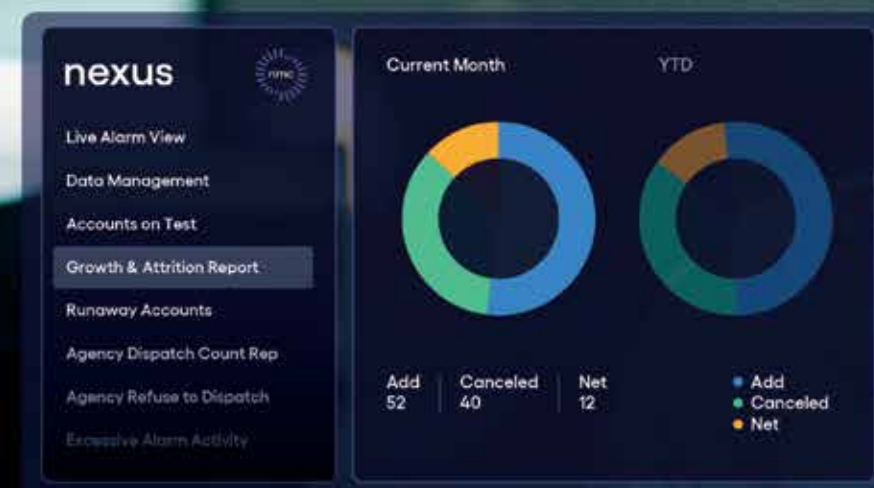 nexus
nmc
Live Alarm View
Data Management
Accounts on Test
Growth & Attrition Report
Runaway Accounts
Agency Dispatch Count Rep
Agency Refuse to Dispatch
Excessive Alarm Activity
Current Month
YTD
Add
Canceled
Net
52
40
12
Add
Canceled
Net